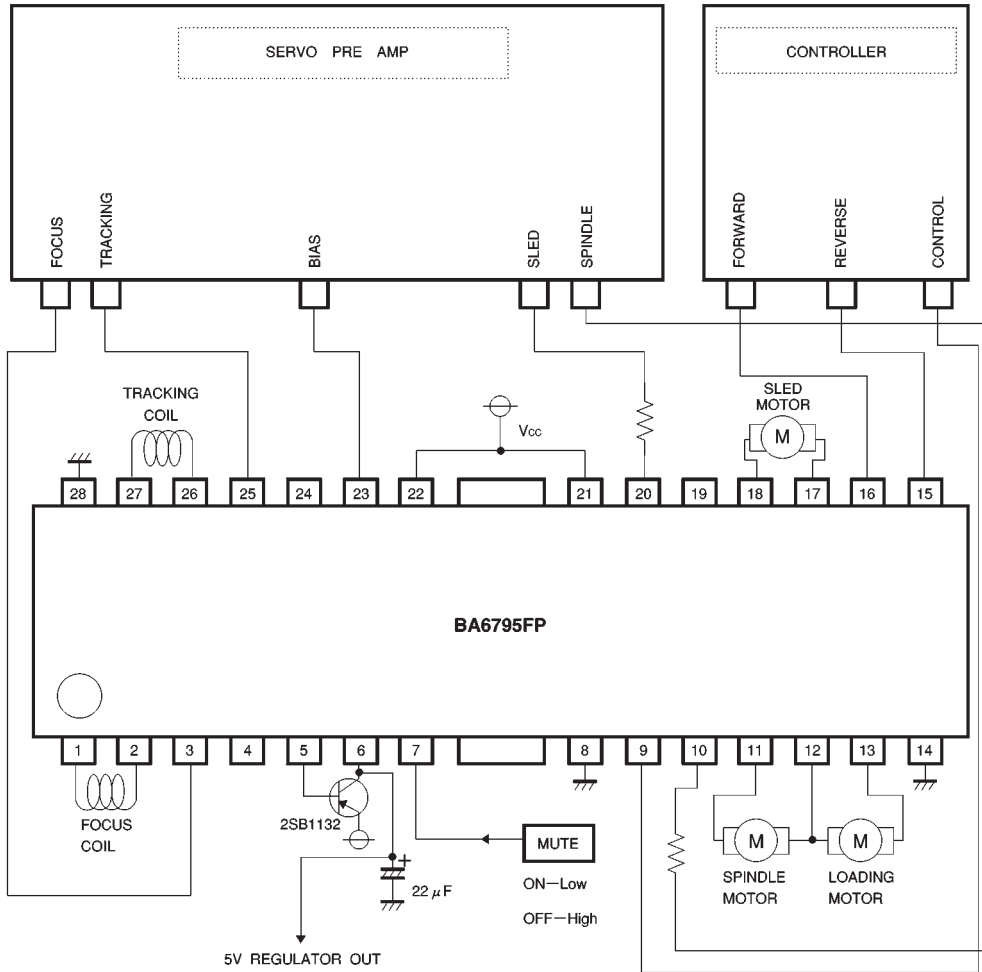 SERVO PRE AMP
CONTROLLER
FOCUS
TRACKING
BIAS
SLED
SPINDLE
FORWARD
REVERSE
CONTROL
TRACKING
COIL
Vcc
SLED
MOTOR
M
28 27 26 25 24 23 22 21 20 19 18 17 16 15
BA6795FP
1 2 3 4 5 6 7 8 9 10 11 12 13 14
FOCUS
COIL
2SB1132
+
22 μF
5V REGULATOR OUT
MUTE
ON–Low
OFF–High
M
SPINDLE
MOTOR
M
LOADING
MOTOR